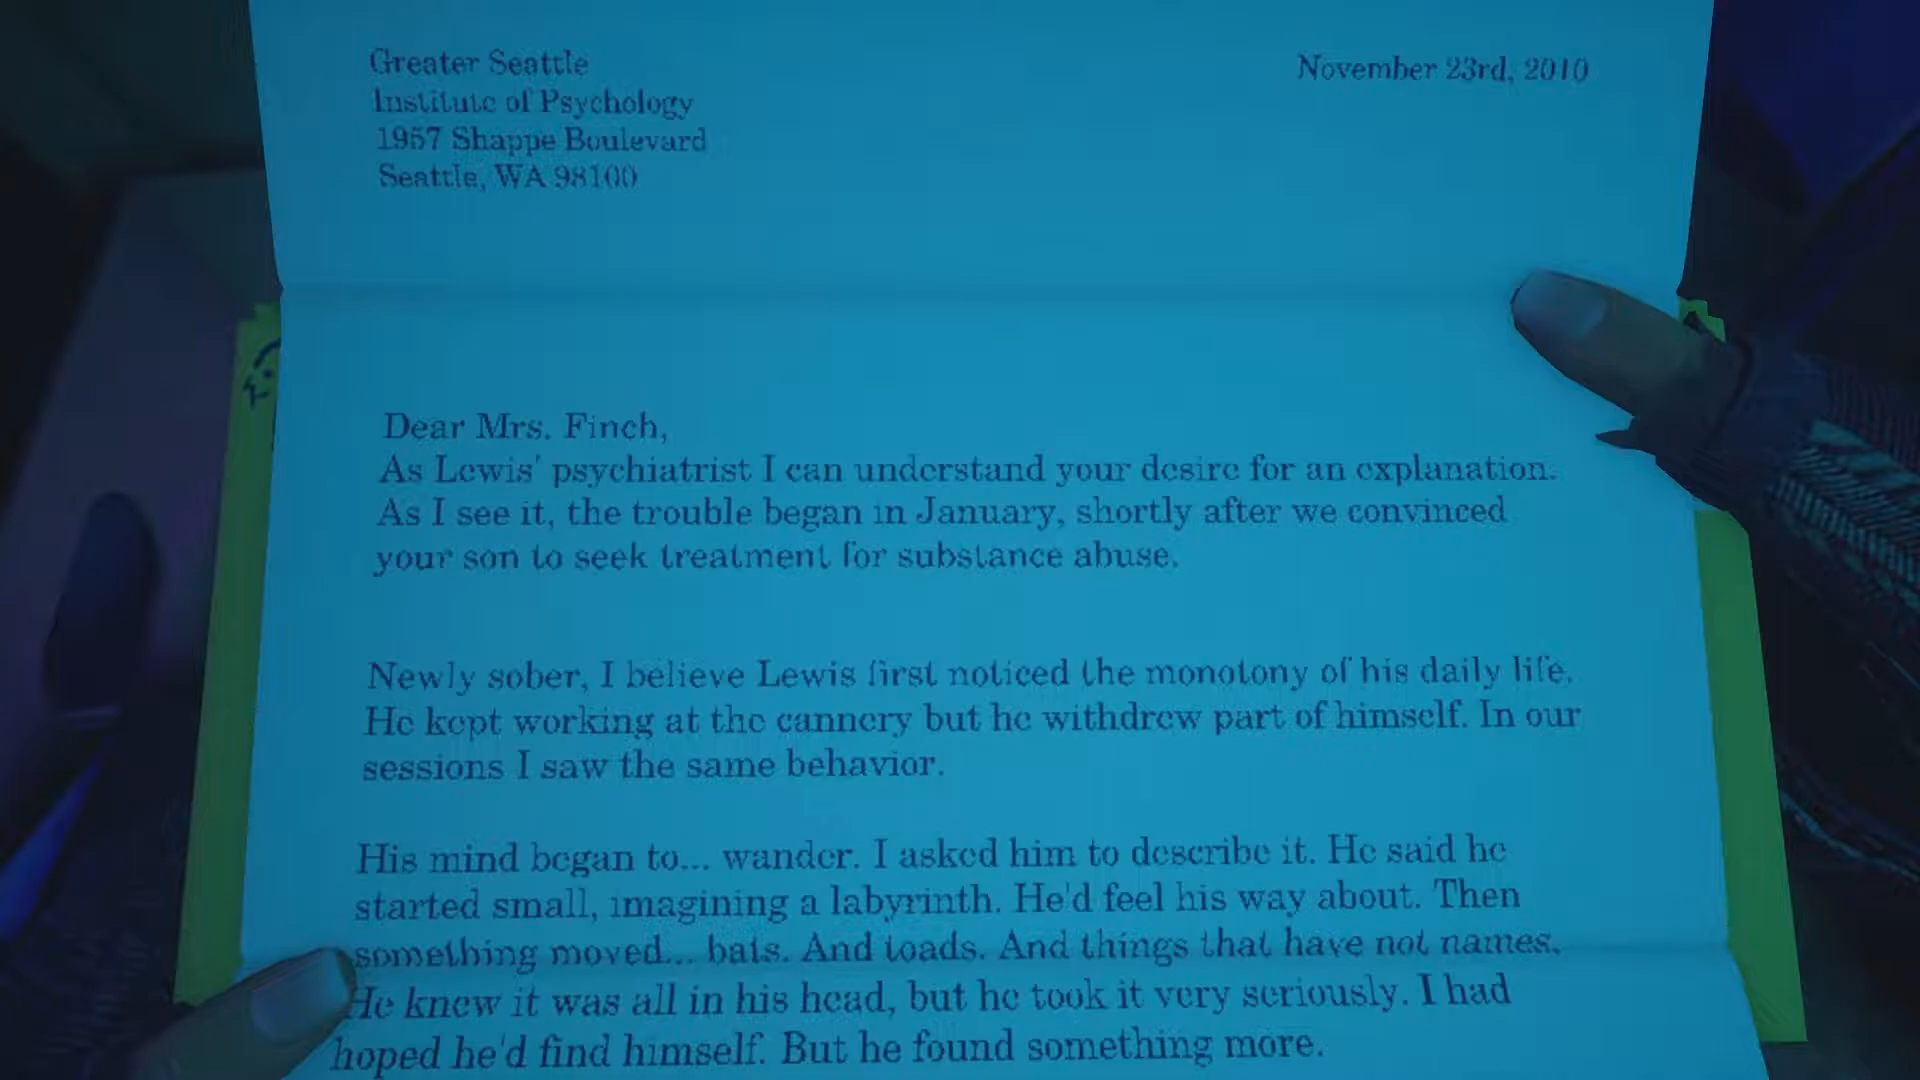 Greater Seattle
Institute of Psychology
1957 Shappe Boulevard
Seattle, WA 98100
November 23rd, 2010
Dear Mrs. Finch,
As Lewis' psychiatrist I can understand your desire for an explanation.
As I see it, the trouble began in January, shortly after we convinced
your son to seek treatment for substance abuse.
Newly sober, I believe Lewis first noticed the monotony of his daily life.
He kept working at the cannery but he withdrew part of himself. In our
sessions I saw the same behavior.
His mind began to... wander. I asked him to describe it. He said he
started small, imagining a labyrinth. He'd feel his way about. Then
something moved... bats. And toads. And things that have not names.
He knew it was all in his head, but he took it very seriously. I had
hoped he'd find himself. But he found something more.